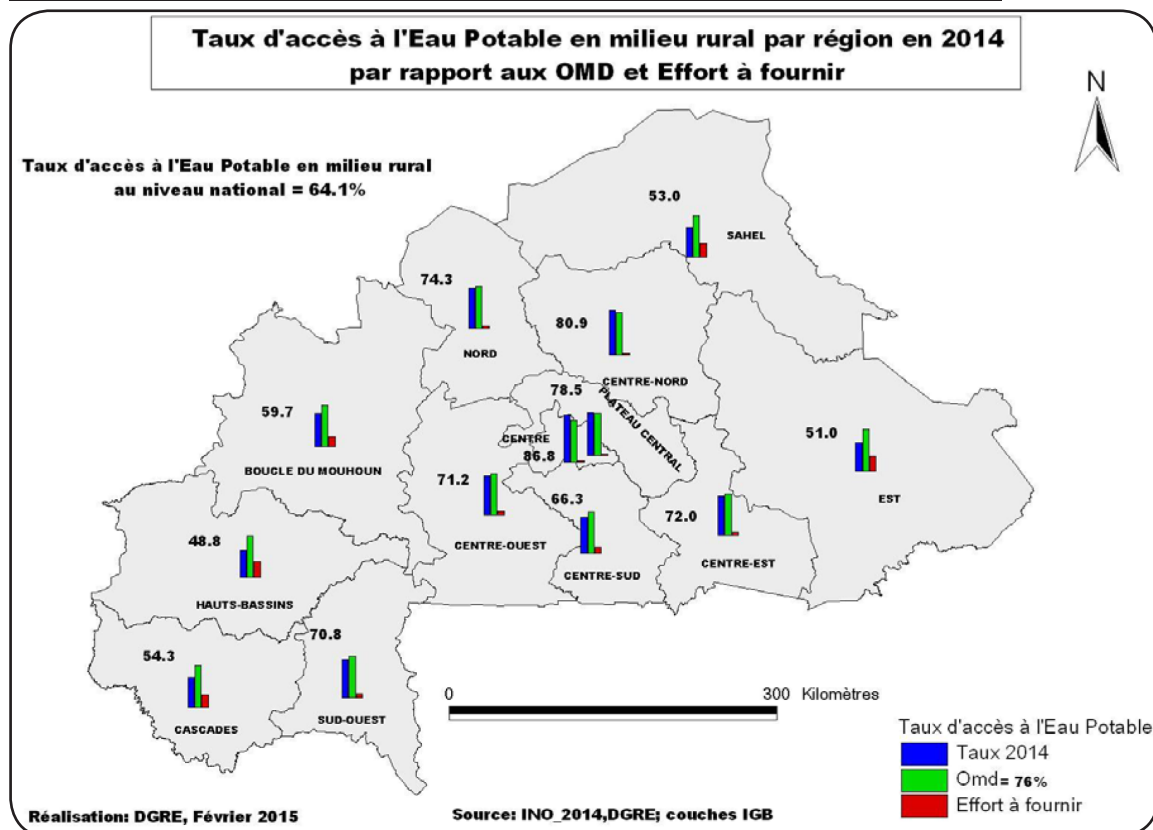 Taux d'accès à l'Eau Potable en milieu rural par région en 2014
par rapport aux OMD et Effort à fournir
N
Taux d'accès à l'Eau Potable en milieu rural
au niveau national = 64.1%
53.0
SAHEL
74.3
NORD
80.9
CENTRE-NORD
59.7
BOUCLE DU MOUHOUN
78.5
PLATEAU CENTRAL
CENTRE
86.8
51.0
EST
71.2
CENTRE-OUEST
66.3
CENTRE-SUD
72.0
CENTRE-EST
48.8
HAUTS-BASSINS
70.8
SUD-OUEST
54.3
CASCADES
0 300 Kilomètres
Taux d'accès à l'Eau Potable
Taux 2014
Omd= 76%
Effort à fournir
Réalisation: DGRE, Février 2015
Source: INO_2014,DGRE; couches IGB